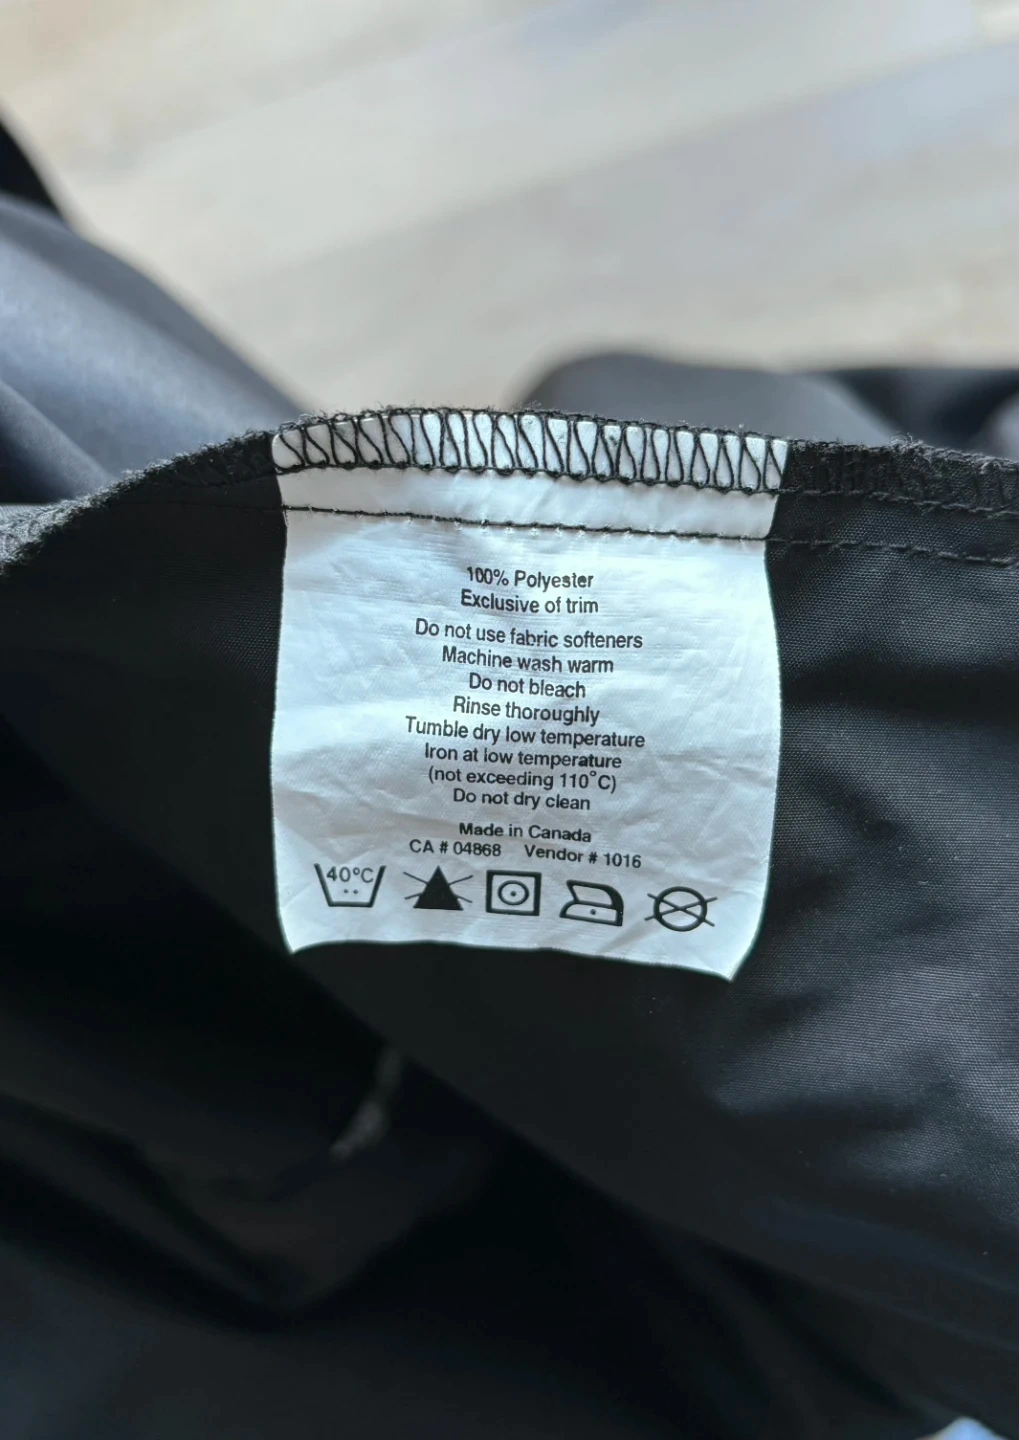 100% Polyester
Exclusive of trim
Do not use fabric softeners
Machine wash warm
Do not bleach
Rinse thoroughly
Tumble dry low temperature
Iron at low temperature
(not exceeding 110°C)
Do not dry clean
Made in Canada
CA # 04868 Vendor # 1016
40°C